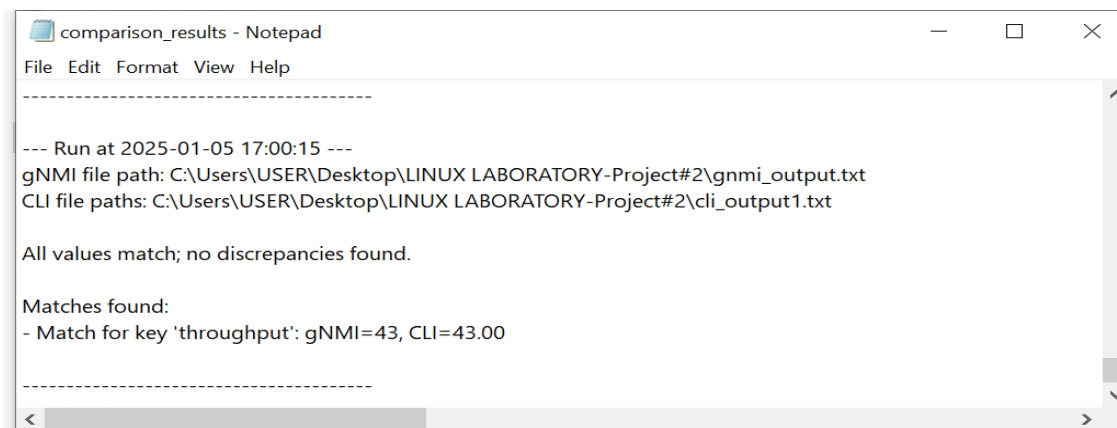 comparison_results - Notepad
File Edit Format View Help
----------------------------------------
--- Run at 2025-01-05 17:00:15 ---
gNMI file path: C:\Users\USER\Desktop\LINUX LABORATORY-Project#2\gnmi_output.txt
CLI file paths: C:\Users\USER\Desktop\LINUX LABORATORY-Project#2\cli_output1.txt
All values match; no discrepancies found.
Matches found:
- Match for key 'throughput': gNMI=43, CLI=43.00
----------------------------------------